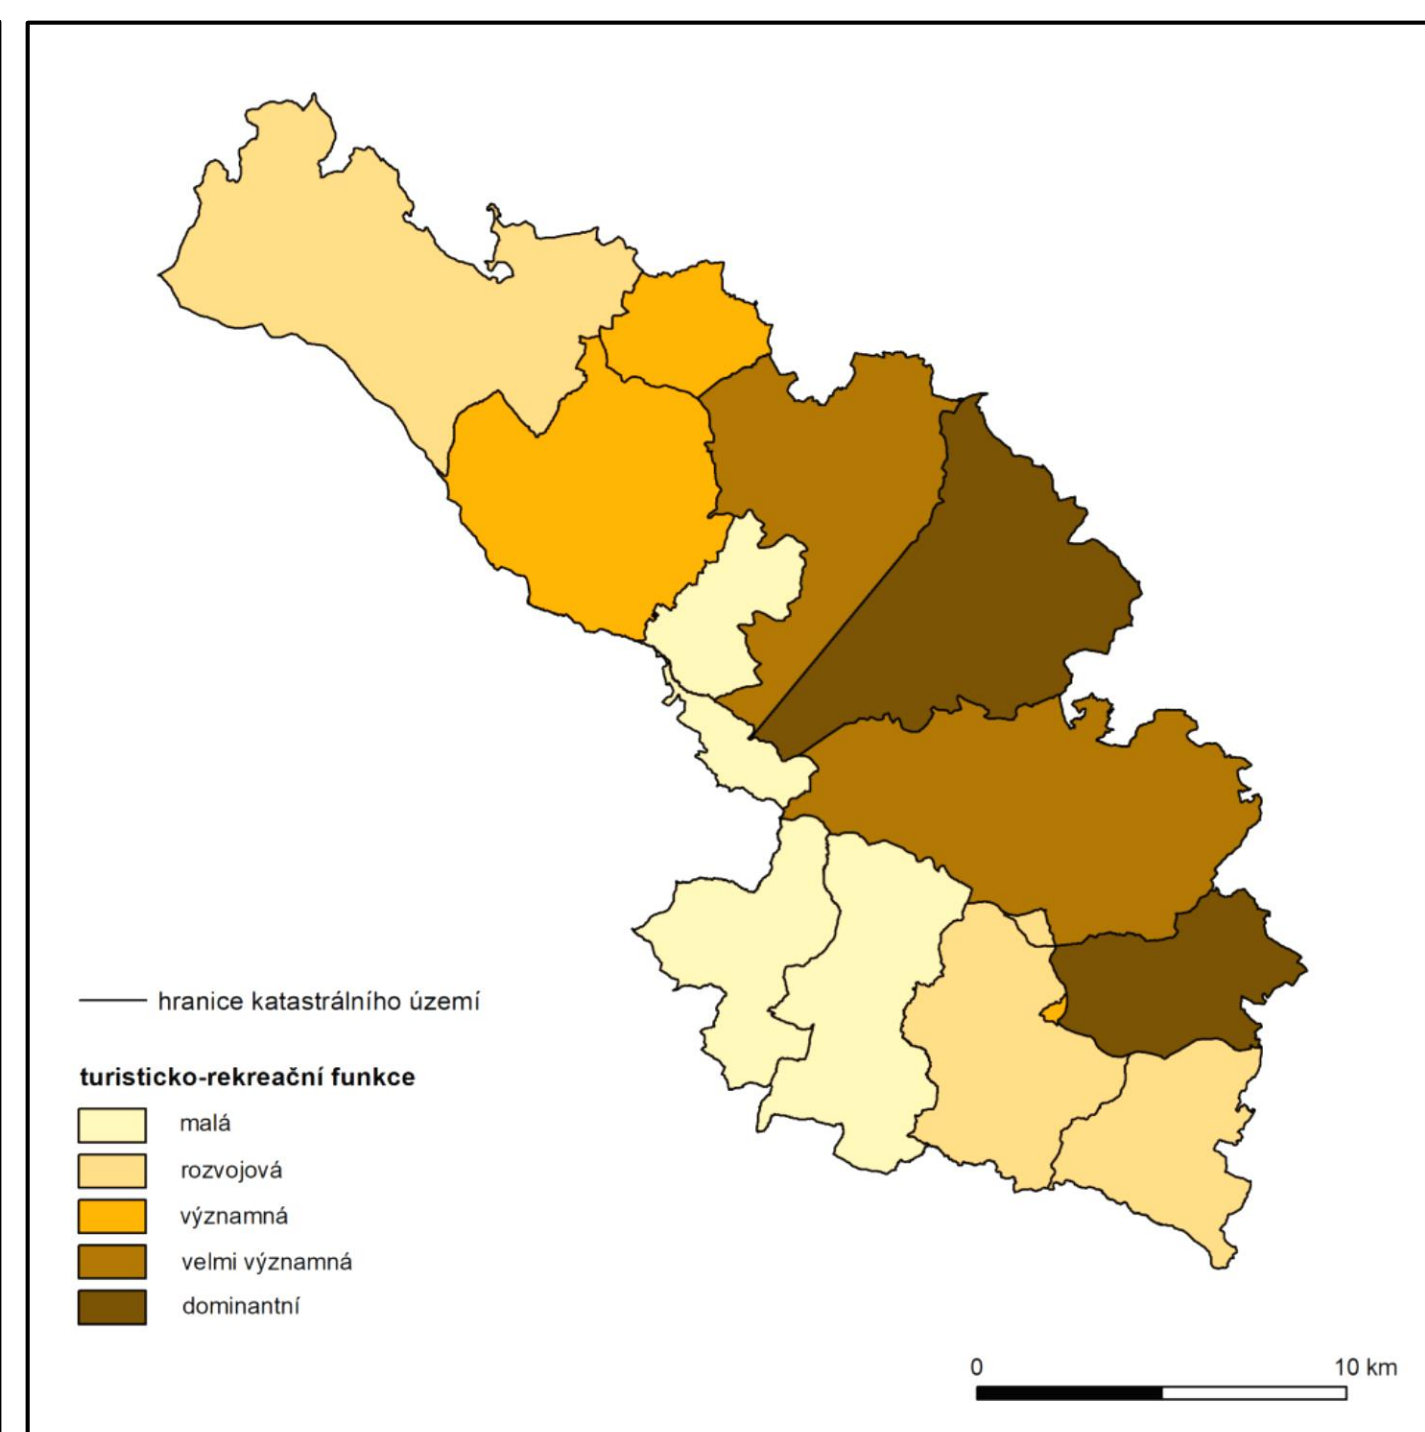 hranice katastrálního území
turisticko-rekreační funkce
malá
rozvojová
významná
velmi významná
dominantní
0 10 km